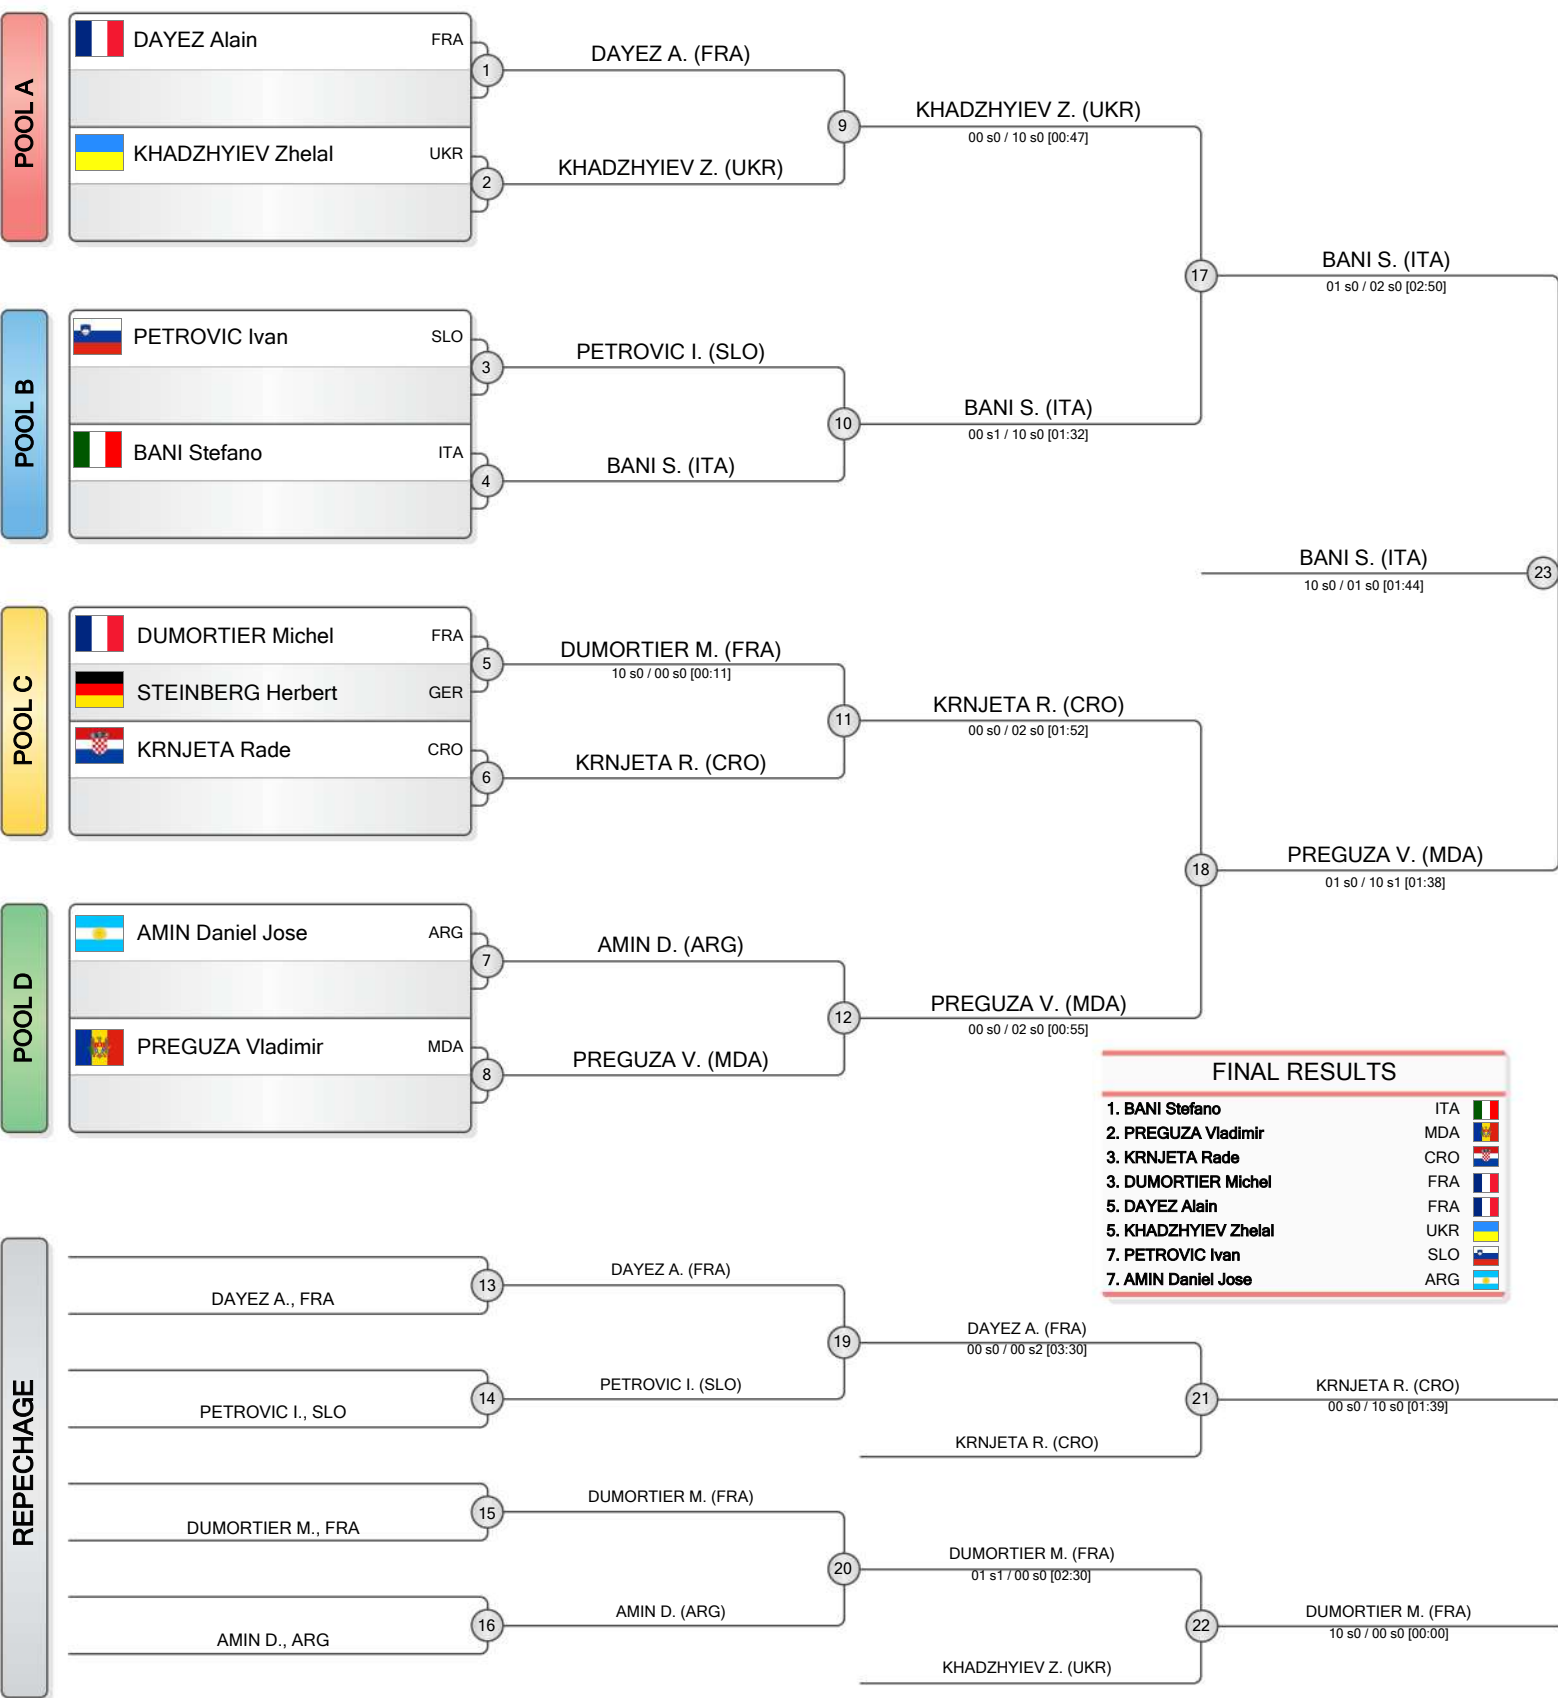 POOL A
DAYEZ Alain FRA
KHADZHYIEV Zhelal UKR
1
2
DAYEZ A. (FRA)
KHADZHYIEV Z. (UKR)
9
KHADZHYIEV Z. (UKR)
00 s0 / 10 s0 [00:47]
POOL B
PETROVIC Ivan SLO
BANI Stefano ITA
3
4
PETROVIC I. (SLO)
BANI S. (ITA)
10
BANI S. (ITA)
00 s1 / 10 s0 [01:32]
17
BANI S. (ITA)
01 s0 / 02 s0 [02:50]
BANI S. (ITA)
10 s0 / 01 s0 [01:44]
23
POOL C
DUMORTIER Michel FRA
STEINBERG Herbert GER
KRNJETA Rade CRO
5
6
DUMORTIER M. (FRA)
10 s0 / 00 s0 [00:11]
KRNJETA R. (CRO)
11
KRNJETA R. (CRO)
00 s0 / 02 s0 [01:52]
18
PREGUZA V. (MDA)
01 s0 / 10 s1 [01:38]
POOL D
AMIN Daniel Jose ARG
PREGUZA Vladimir MDA
7
8
AMIN D. (ARG)
PREGUZA V. (MDA)
12
PREGUZA V. (MDA)
00 s0 / 02 s0 [00:55]
FINAL RESULTS
1. BANI Stefano ITA
2. PREGUZA Vladimir MDA
3. KRNJETA Rade CRO
3. DUMORTIER Michel FRA
5. DAYEZ Alain FRA
5. KHADZHYIEV Zhelal UKR
7. PETROVIC Ivan SLO
7. AMIN Daniel Jose ARG
REPECHAGE
DAYEZ A., FRA
13
DAYEZ A. (FRA)
PETROVIC I., SLO
14
PETROVIC I. (SLO)
19
DAYEZ A. (FRA)
00 s0 / 00 s2 [03:30]
KRNJETA R. (CRO)
21
KRNJETA R. (CRO)
00 s0 / 10 s0 [01:39]
DUMORTIER M., FRA
15
DUMORTIER M. (FRA)
AMIN D., ARG
16
AMIN D. (ARG)
20
DUMORTIER M. (FRA)
01 s1 / 00 s0 [02:30]
KHADZHYIEV Z. (UKR)
22
DUMORTIER M. (FRA)
10 s0 / 00 s0 [00:00]